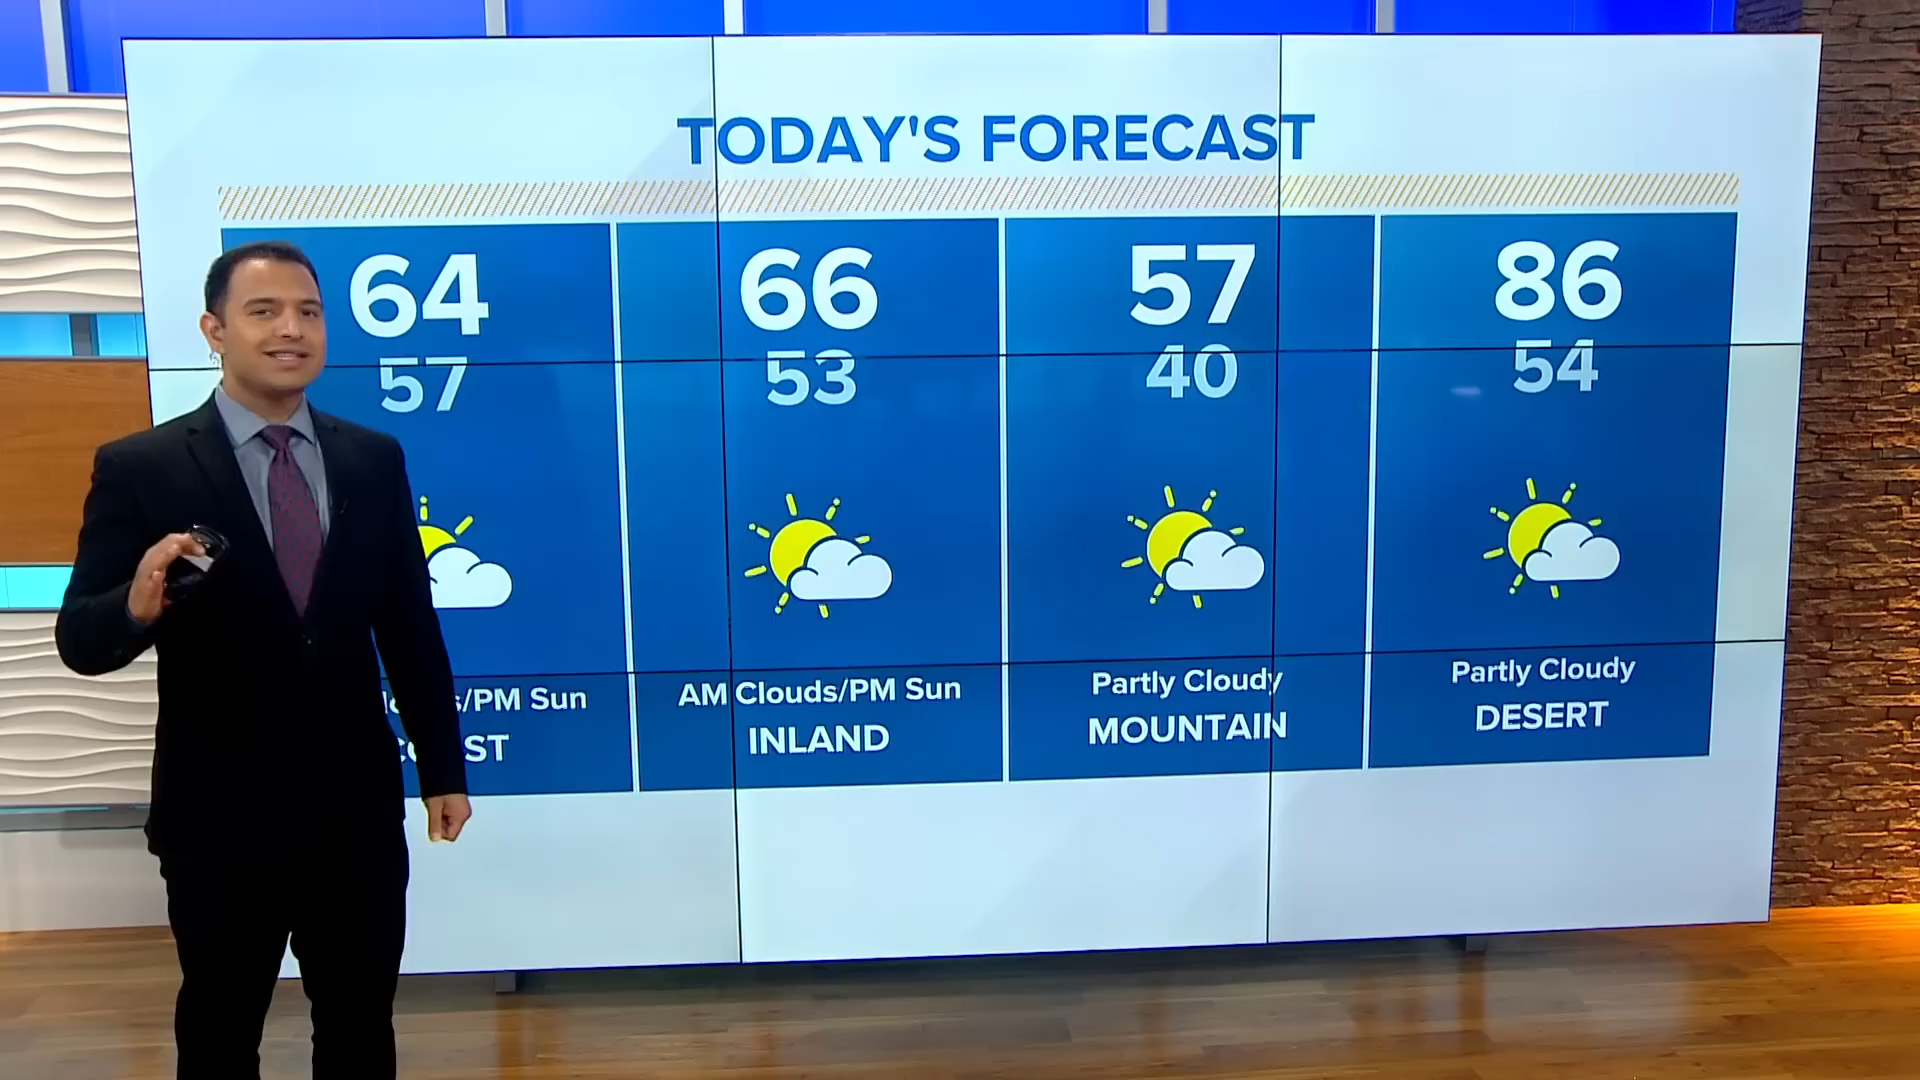 TODAY'S FORECAST
64 66 57 86
57 53 40 54
/PM Sun AM Clouds/PM Sun Partly Cloudy Partly Cloudy
INLAND MOUNTAIN DESERT